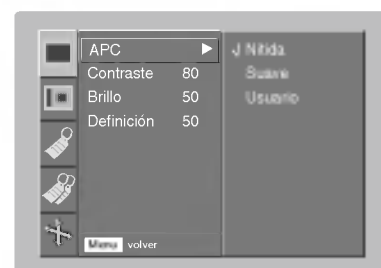 APC
Contraste 80
Brillo 50
Definición 50
Menu volver
Nítida
Suave
Usuario